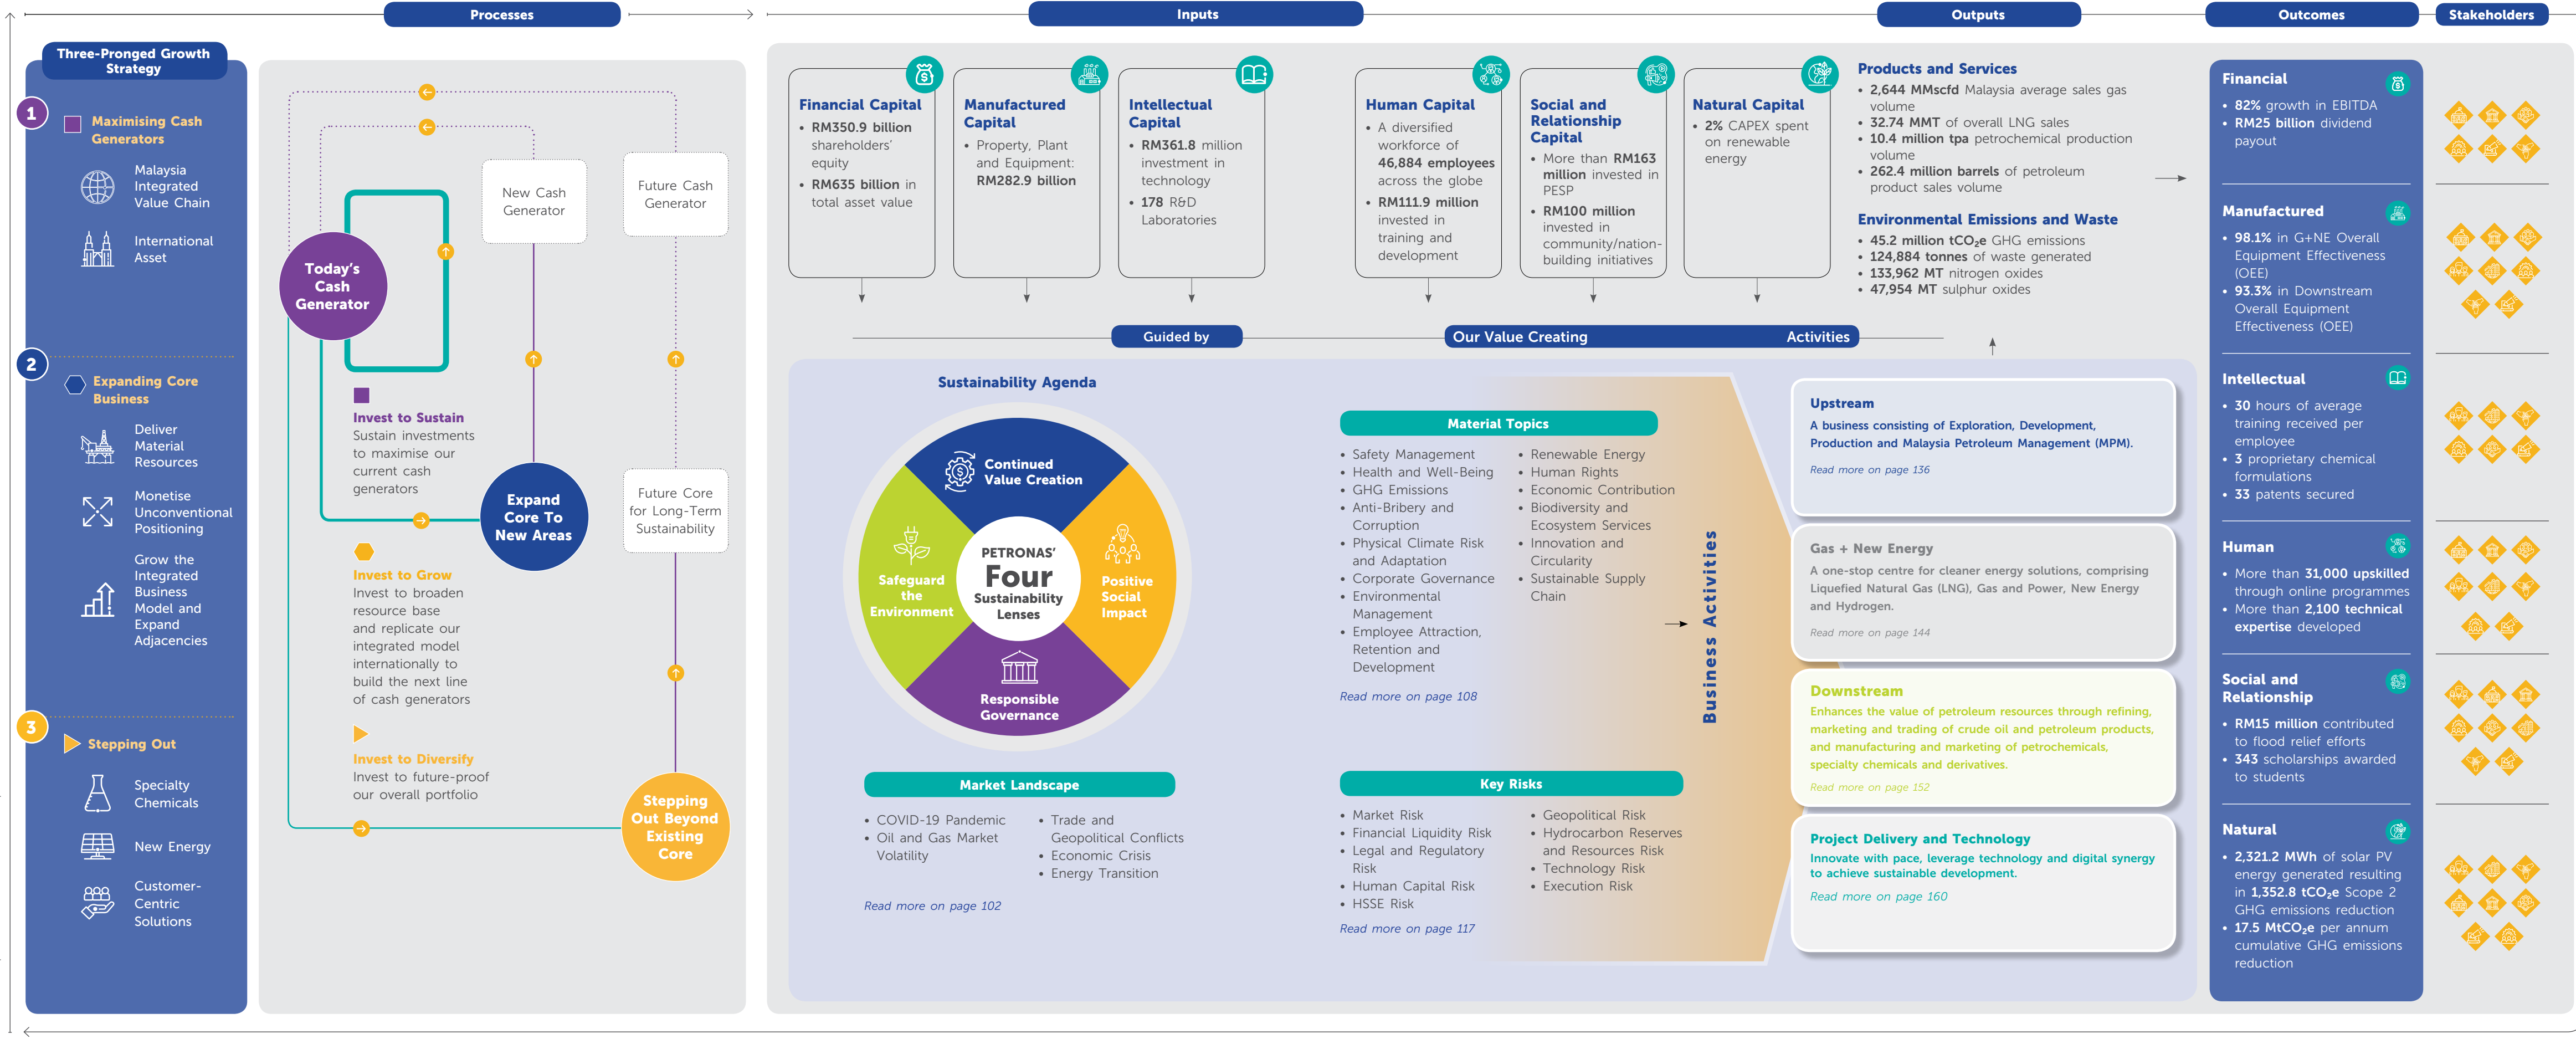 Processes
Inputs
Outputs
Outcomes
Stakeholders
Three-Pronged Growth
Strategy
1
Maximising Cash
Generators
Malaysia
Integrated
Value Chain
International
Asset
2
Expanding Core
Business
Deliver
Material
Resources
Monetise
Unconventional
Positioning
Grow the
Integrated
Business
Model and
Expand
Adjacencies
3
Stepping Out
Specialty
Chemicals
New Energy
Customer-
Centric
Solutions
Today's
Cash
Generator
New Cash
Generator
Future Cash
Generator
Invest to Sustain
Sustain investments
to maximise our
current cash
generators
Expand
Core To
New Areas
Future Core
for Long-Term
Sustainability
Invest to Grow
Invest to broaden
resource base
and replicate our
integrated model
internationally to
build the next line
of cash generators
Invest to Diversify
Invest to future-proof
our overall portfolio
Stepping
Out Beyond
Existing
Core
Financial Capital
• RM350.9 billion
shareholders'
equity
• RM635 billion in
total asset value
Manufactured
Capital
• Property, Plant
and Equipment:
RM282.9 billion
Intellectual
Capital
• RM361.8 million
investment in
technology
• 178 R&D
Laboratories
Human Capital
• A diversified
workforce of
46,884 employees
across the globe
• RM111.9 million
invested in
training and
development
Social and
Relationship
Capital
• More than RM163
million invested in
PESP
• RM100 million
invested in
community/nation-
building initiatives
Natural Capital
• 2% CAPEX spent
on renewable
energy
Products and Services
• 2,644 MMscfd Malaysia average sales gas
volume
• 32.74 MMT of overall LNG sales
• 10.4 million tpa petrochemical production
volume
• 262.4 million barrels of petroleum
product sales volume
Environmental Emissions and Waste
• 45.2 million tCO₂e GHG emissions
• 124,884 tonnes of waste generated
• 133,962 MT nitrogen oxides
• 47,954 MT sulphur oxides
Guided by
Our Value Creating Activities
Sustainability Agenda
Continued
Value Creation
Safeguard
the
Environment
PETRONAS'
Four
Sustainability
Lenses
Positive
Social
Impact
Responsible
Governance
Market Landscape
• COVID-19 Pandemic
• Oil and Gas Market
Volatility
• Trade and
Geopolitical Conflicts
• Economic Crisis
• Energy Transition
Read more on page 102
Material Topics
• Safety Management
• Health and Well-Being
• GHG Emissions
• Anti-Bribery and
Corruption
• Physical Climate Risk
and Adaptation
• Corporate Governance
• Environmental
Management
• Employee Attraction,
Retention and
Development
• Renewable Energy
• Human Rights
• Economic Contribution
• Biodiversity and
Ecosystem Services
• Innovation and
Circularity
• Sustainable Supply
Chain
Read more on page 108
Key Risks
• Market Risk
• Financial Liquidity Risk
• Legal and Regulatory
Risk
• Human Capital Risk
• HSSE Risk
• Geopolitical Risk
• Hydrocarbon Reserves
and Resources Risk
• Technology Risk
• Execution Risk
Read more on page 117
Business Activities
Upstream
A business consisting of Exploration, Development,
Production and Malaysia Petroleum Management (MPM).
Read more on page 136
Gas + New Energy
A one-stop centre for cleaner energy solutions, comprising
Liquefied Natural Gas (LNG), Gas and Power, New Energy
and Hydrogen.
Read more on page 144
Downstream
Enhances the value of petroleum resources through refining,
marketing and trading of crude oil and petroleum products,
and manufacturing and marketing of petrochemicals,
specialty chemicals and derivatives.
Read more on page 152
Project Delivery and Technology
Innovate with pace, leverage technology and digital synergy
to achieve sustainable development.
Read more on page 160
Financial
• 82% growth in EBITDA
• RM25 billion dividend
payout
Manufactured
• 98.1% in G+NE Overall
Equipment Effectiveness
(OEE)
• 93.3% in Downstream
Overall Equipment
Effectiveness (OEE)
Intellectual
• 30 hours of average
training received per
employee
• 3 proprietary chemical
formulations
• 33 patents secured
Human
• More than 31,000 upskilled
through online programmes
• More than 2,100 technical
expertise developed
Social and
Relationship
• RM15 million contributed
to flood relief efforts
• 343 scholarships awarded
to students
Natural
• 2,321.2 MWh of solar PV
energy generated resulting
in 1,352.8 tCO₂e Scope 2
GHG emissions reduction
• 17.5 MtCO₂e per annum
cumulative GHG emissions
reduction